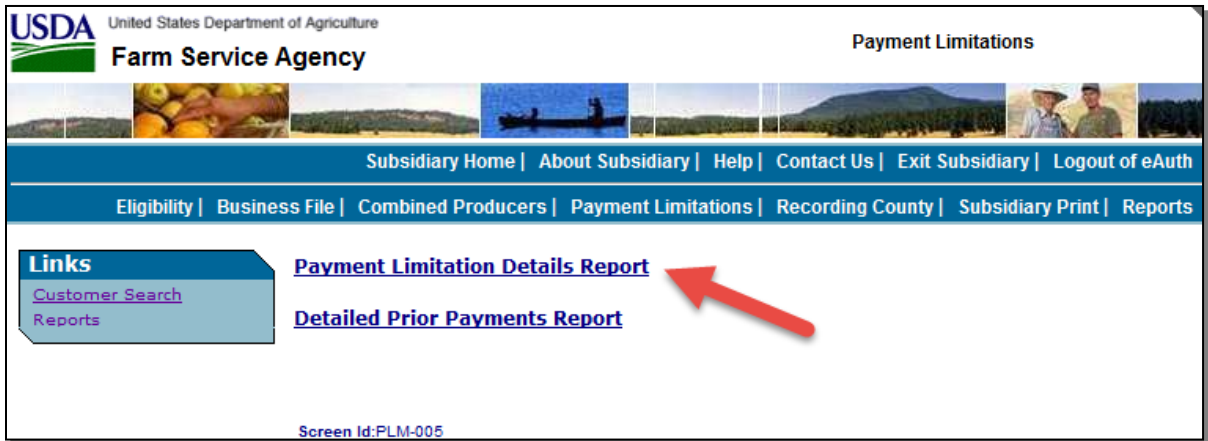 USDA United States Department of Agriculture
Farm Service Agency
Payment Limitations
Subsidiary Home | About Subsidiary | Help | Contact Us | Exit Subsidiary | Logout of eAuth
Eligibility | Business File | Combined Producers | Payment Limitations | Recording County | Subsidiary Print | Reports
Links
Customer Search
Reports
Payment Limitation Details Report
Detailed Prior Payments Report
Screen Id:PLM-005